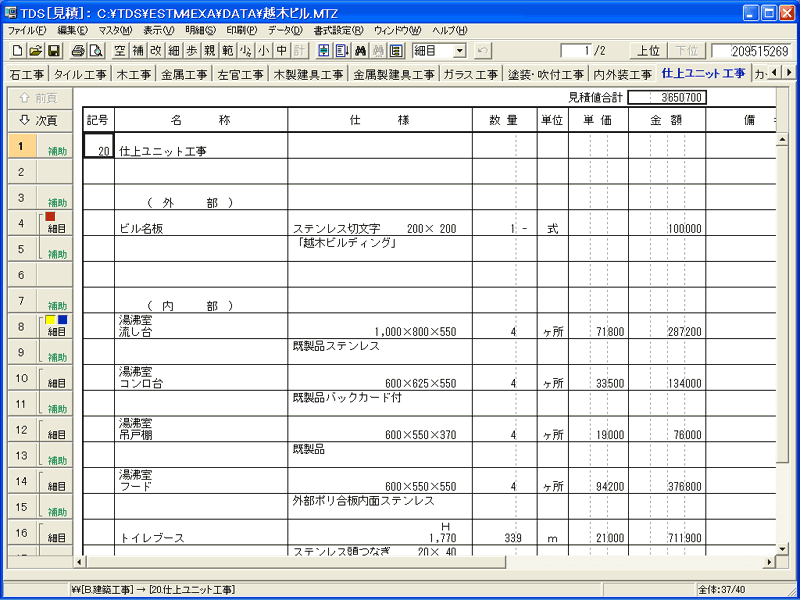 TDS[見積]: C:¥TDS¥ESTM4EXA¥DATA¥越木ビル.MTZ
ファイル(F) 編集(E) マスタ(M) 表示(V) 明細(S) 印刷(P) データ(D) 書式設定(R) ウィンドウ(W) ヘルプ(H)
空 補 改 細 歩 親 範 小 小 中 計 細目 1 /2 上位 下位 209515269
石工事 タイル工事 木工事 金属工事 左官工事 木製建具工事 金属製建具工事 ガラス工事 塗装・吹付工事 内外装工事 仕上ユニット工事 カ
前頁 見積値合計 3650700
次頁 記号 名 称 仕 様 数 量 単位 単 価 金 額 備
1 補助 20 仕上ユニット工事
2
3 補助 ( 外 部 )
4 細目 ビル名板 ステンレス切文字 200× 200 1 - 式 100000
5 補助 「越木ビルディング」
6
7 補助 ( 内 部 )
8 細目 湯沸室
流し台 1,000×800×550 4 ヶ所 71800 287200
9 補助 既製品ステンレス
10 細目 湯沸室
コンロ台 600×625×550 4 ヶ所 33500 134000
11 補助 既製品バックカード付
12 細目 湯沸室
吊戸棚 600×550×370 4 ヶ所 19000 76000
13 補助 既製品
14 細目 湯沸室
フード 600×550×550 4 ヶ所 94200 376800
15 補助 外部ポリ合板内面ステンレス
16 細目 H
トイレブース 1,770 339 m 21000 711900
ステンレス頭つなぎ 20× 40
¥¥[B.建築工事] → [20.仕上ユニット工事] 全体:37/40